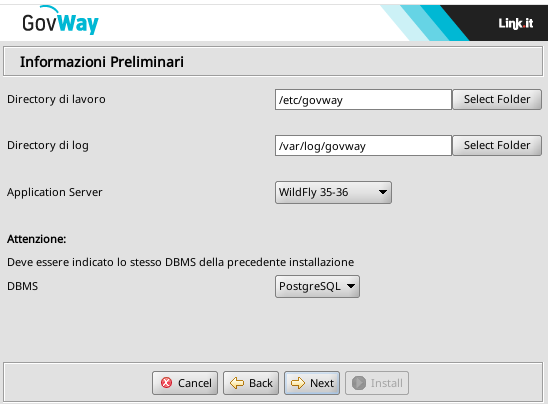 GovWay
Link.it
Informazioni Preliminari
Directory di lavoro
/etc/govway
Select Folder
Directory di log
/var/log/govway
Select Folder
Application Server
WildFly 35-36
Attenzione:
Deve essere indicato lo stesso DBMS della precedente installazione
DBMS
PostgreSQL
Cancel
Back
Next
Install